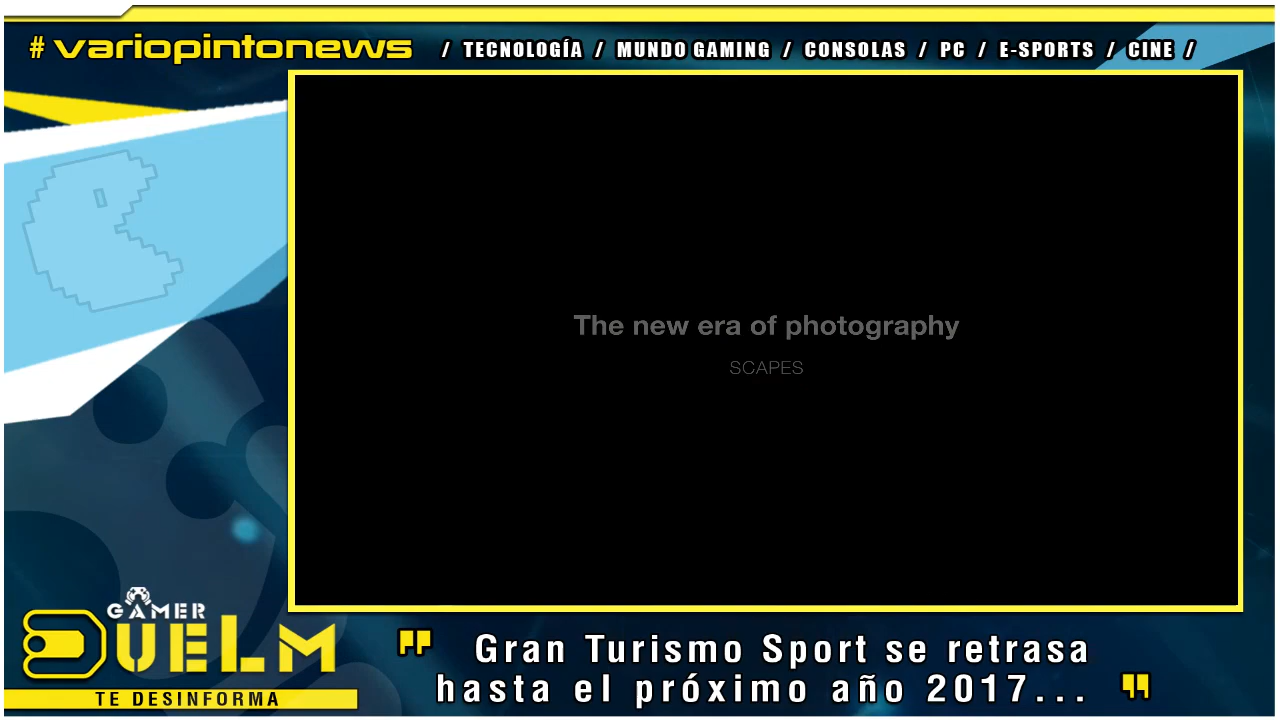 # variopintonews / TECNOLOGÍA / MUNDO GAMING / CONSOLAS / PC / E-SPORTS / CINE /
The new era of photography
SCAPES
GAMER
DUELM
TE DESINFORMA
" Gran Turismo Sport se retrasa
hasta el próximo año 2017... "